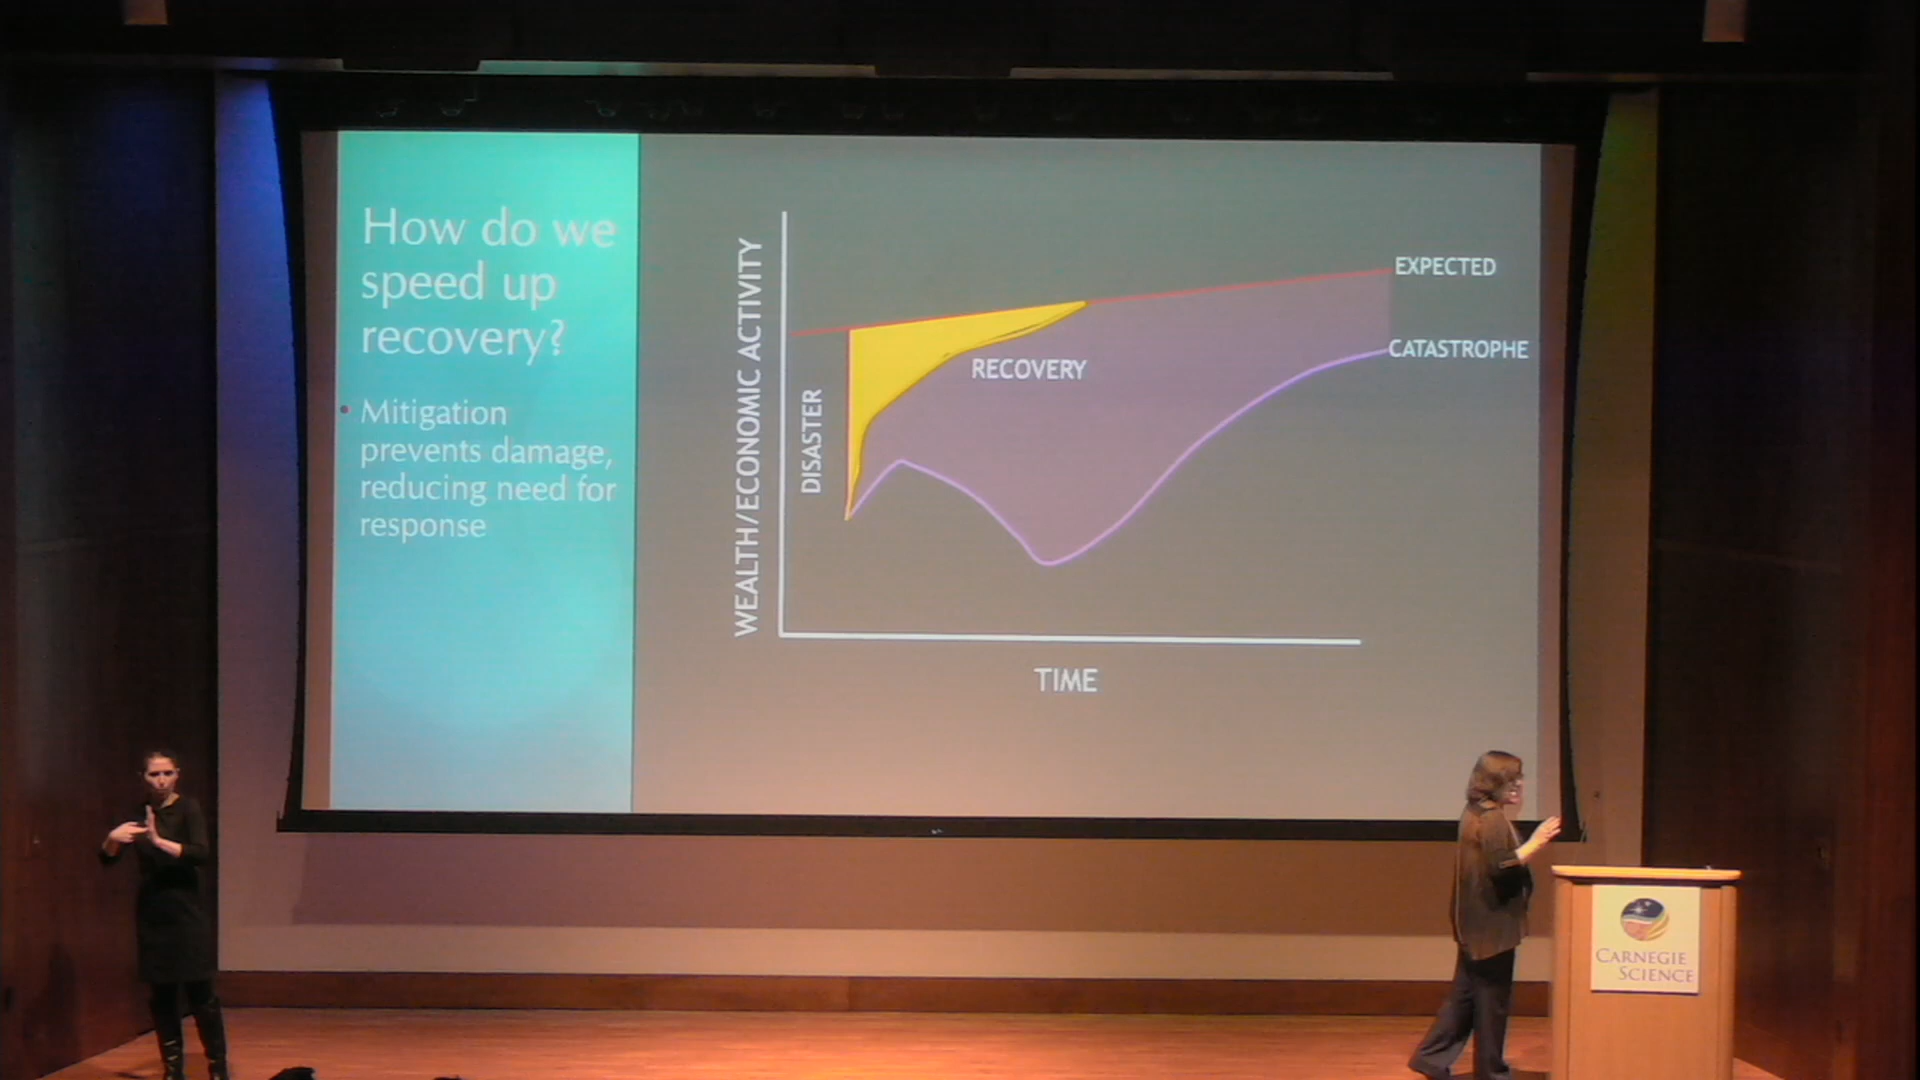 How do we
speed up
recovery?
• Mitigation
prevents damage,
reducing need for
response
WEALTH/ECONOMIC ACTIVITY
DISASTER
RECOVERY
EXPECTED
CATASTROPHE
TIME
CARNEGIE
SCIENCE